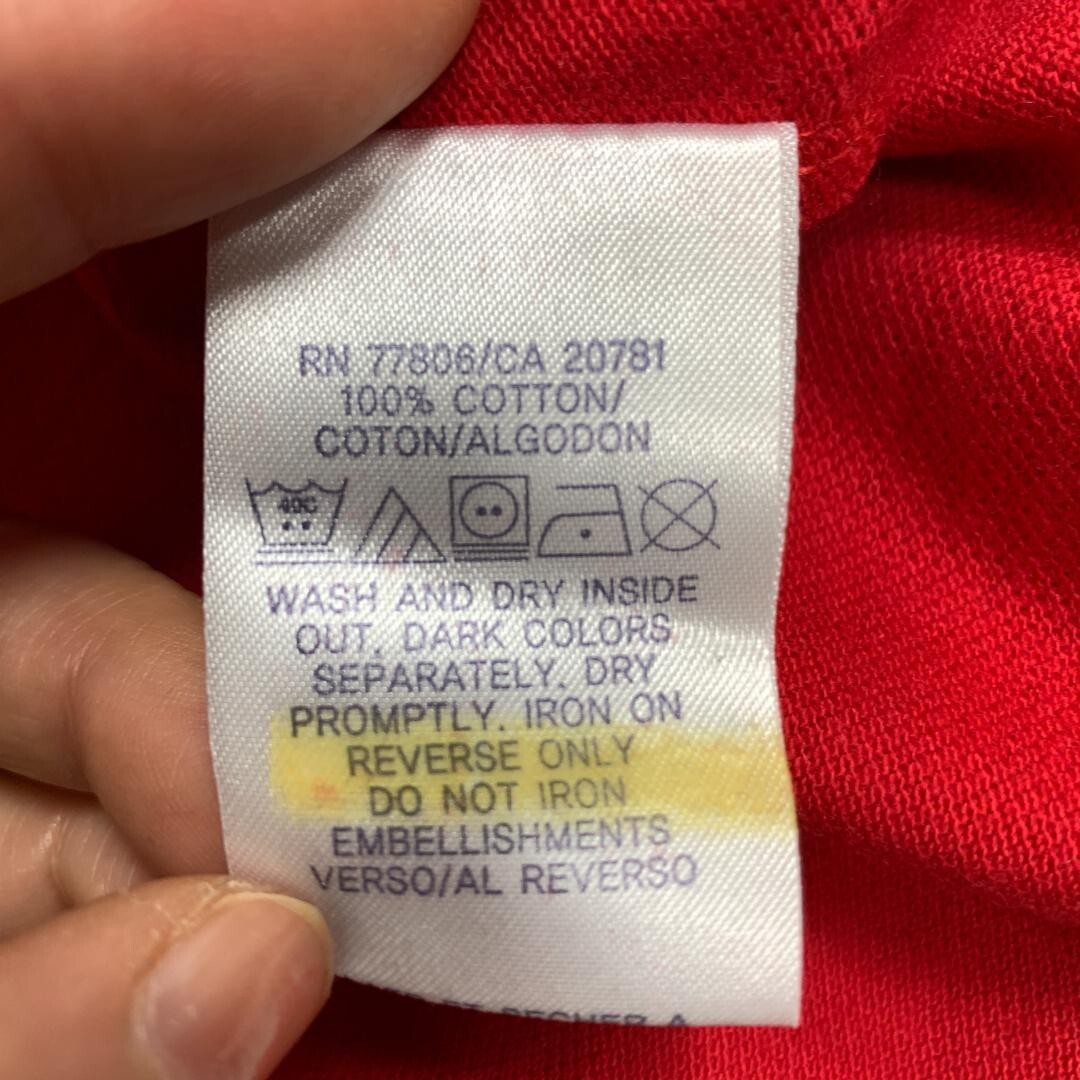 RN 77806/CA 20781
100% COTTON/
COTON/ALGODON
40C
WASH AND DRY INSIDE
OUT. DARK COLORS
SEPARATELY. DRY
PROMPTLY. IRON ON
REVERSE ONLY
DO NOT IRON
EMBELLISHMENTS
VERSO/AL REVERSO